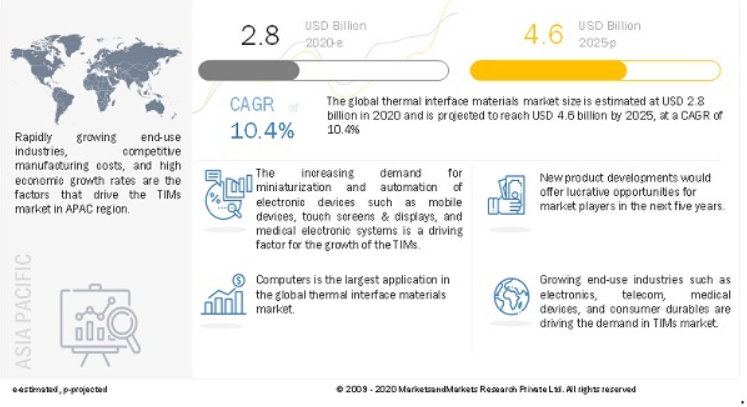 2.8
USD Billion
2020-e
4.6
USD Billion
2025-p
CAGR of
10.4%
The global thermal interface materials market size is estimated at USD 2.8
billion in 2020 and is projected to reach USD 4.6 billion by 2025, at a CAGR of
10.4%
Rapidly growing end-use
industries, competitive
manufacturing costs, and high
economic growth rates are the
factors that drive the TIMs
market in APAC region.
ASIA PACIFIC
The increasing demand for
miniaturization and automation of
electronic devices such as mobile
devices, touch screens & displays, and
medical electronic systems is a driving
factor for the growth of the TIMs.
New product developments would
offer lucrative opportunities for
market players in the next five years.
Computers is the largest application in
the global thermal interface materials
market.
Growing end-use industries such as
electronics, telecom, medical
devices, and consumer durables are
driving the demand in TIMs market.
e-estimated, p-projected
© 2009 - 2020 MarketsandMarkets Research Private Ltd. All rights reserved